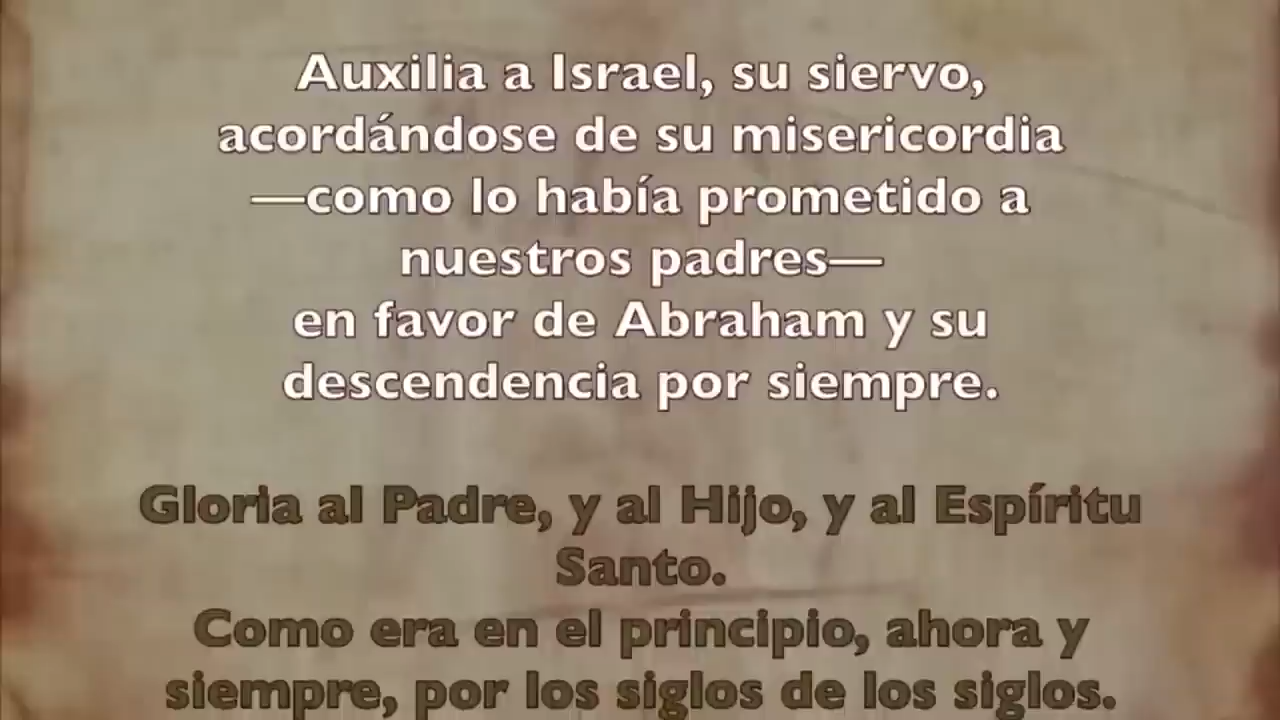 Auxilia a Israel, su siervo,
acordándose de su misericordia
—como lo había prometido a
nuestros padres—
en favor de Abraham y su
descendencia por siempre.
Gloria al Padre, y al Hijo, y al Espíritu
Santo.
Como era en el principio, ahora y
siempre, por los siglos de los siglos.